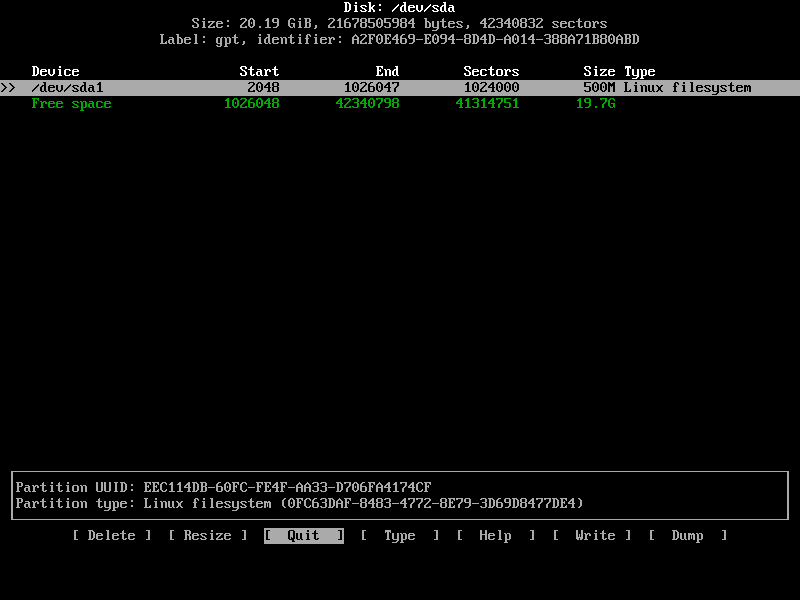 Disk: /dev/sda
Size: 20.19 GiB, 21678505984 bytes, 42340832 sectors
Label: gpt, identifier: A2F0E469-E094-8D4D-A014-388A71B80ABD
Device Start End Sectors Size Type
>> /dev/sda1 2048 1026047 1024000 500M Linux filesystem
Free space 1026048 42340798 41314751 19.7G
Partition UUID: EEC114DB-60FC-FE4F-AA33-D706FA4174CF
Partition type: Linux filesystem (0FC63DAF-8483-4772-8E79-3D69D8477DE4)
[ Delete ] [ Resize ] [ Quit ] [ Type ] [ Help ] [ Write ] [ Dump ]